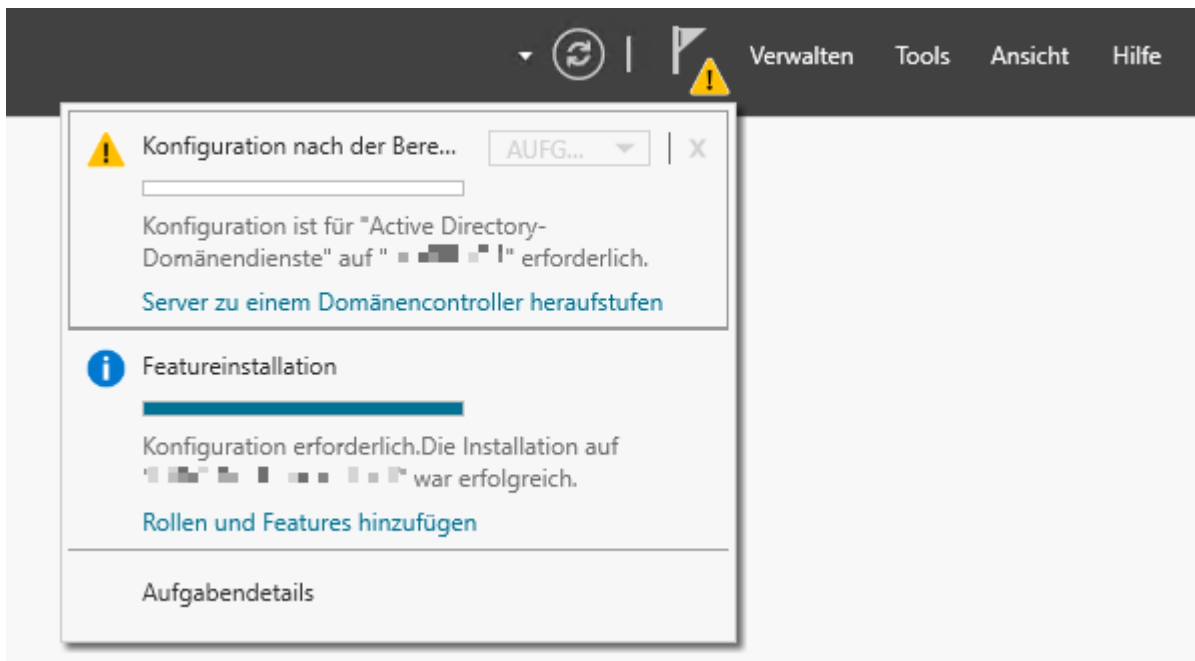 Verwalten Tools Ansicht Hilfe
Konfiguration nach der Bere... AUFG... X
Konfiguration ist für "Active Directory-
Domänendienste" auf " " erforderlich.
Server zu einem Domänencontroller heraufstufen
Featureinstallation
Konfiguration erforderlich.Die Installation auf
" " war erfolgreich.
Rollen und Features hinzufügen
Aufgabendetails